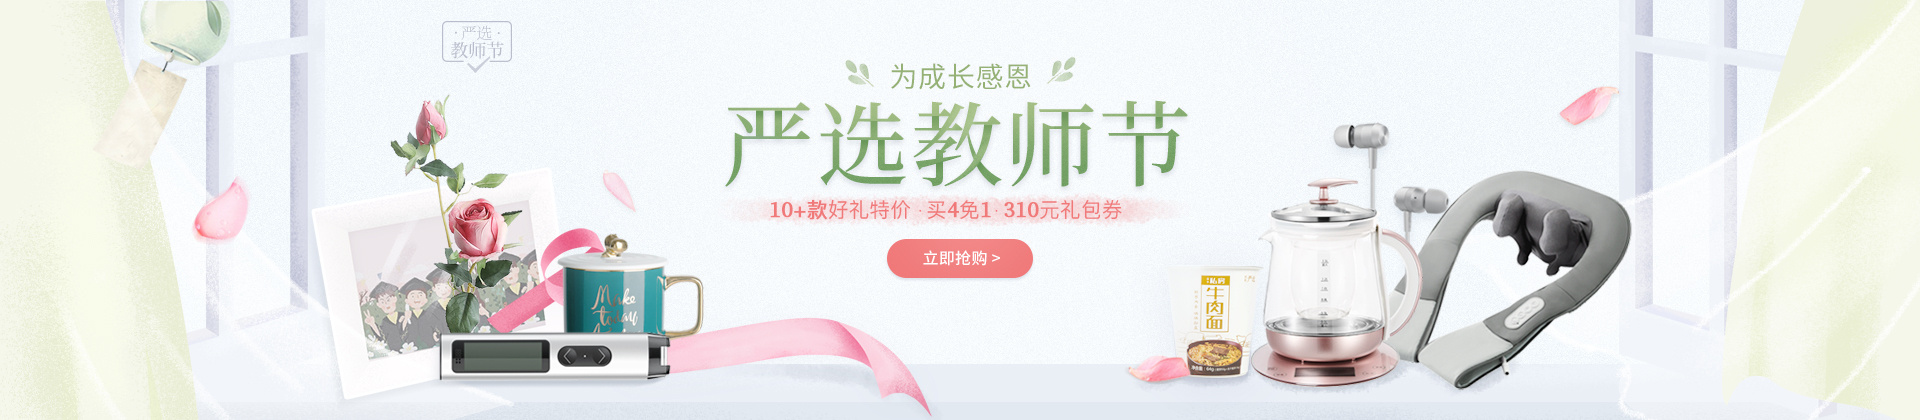 ·严选·
教师节
为成长感恩
严选教师节
10+款好礼特价 · 买4免1 · 310元礼包券
立即抢购 >
Make
today
牛肉面